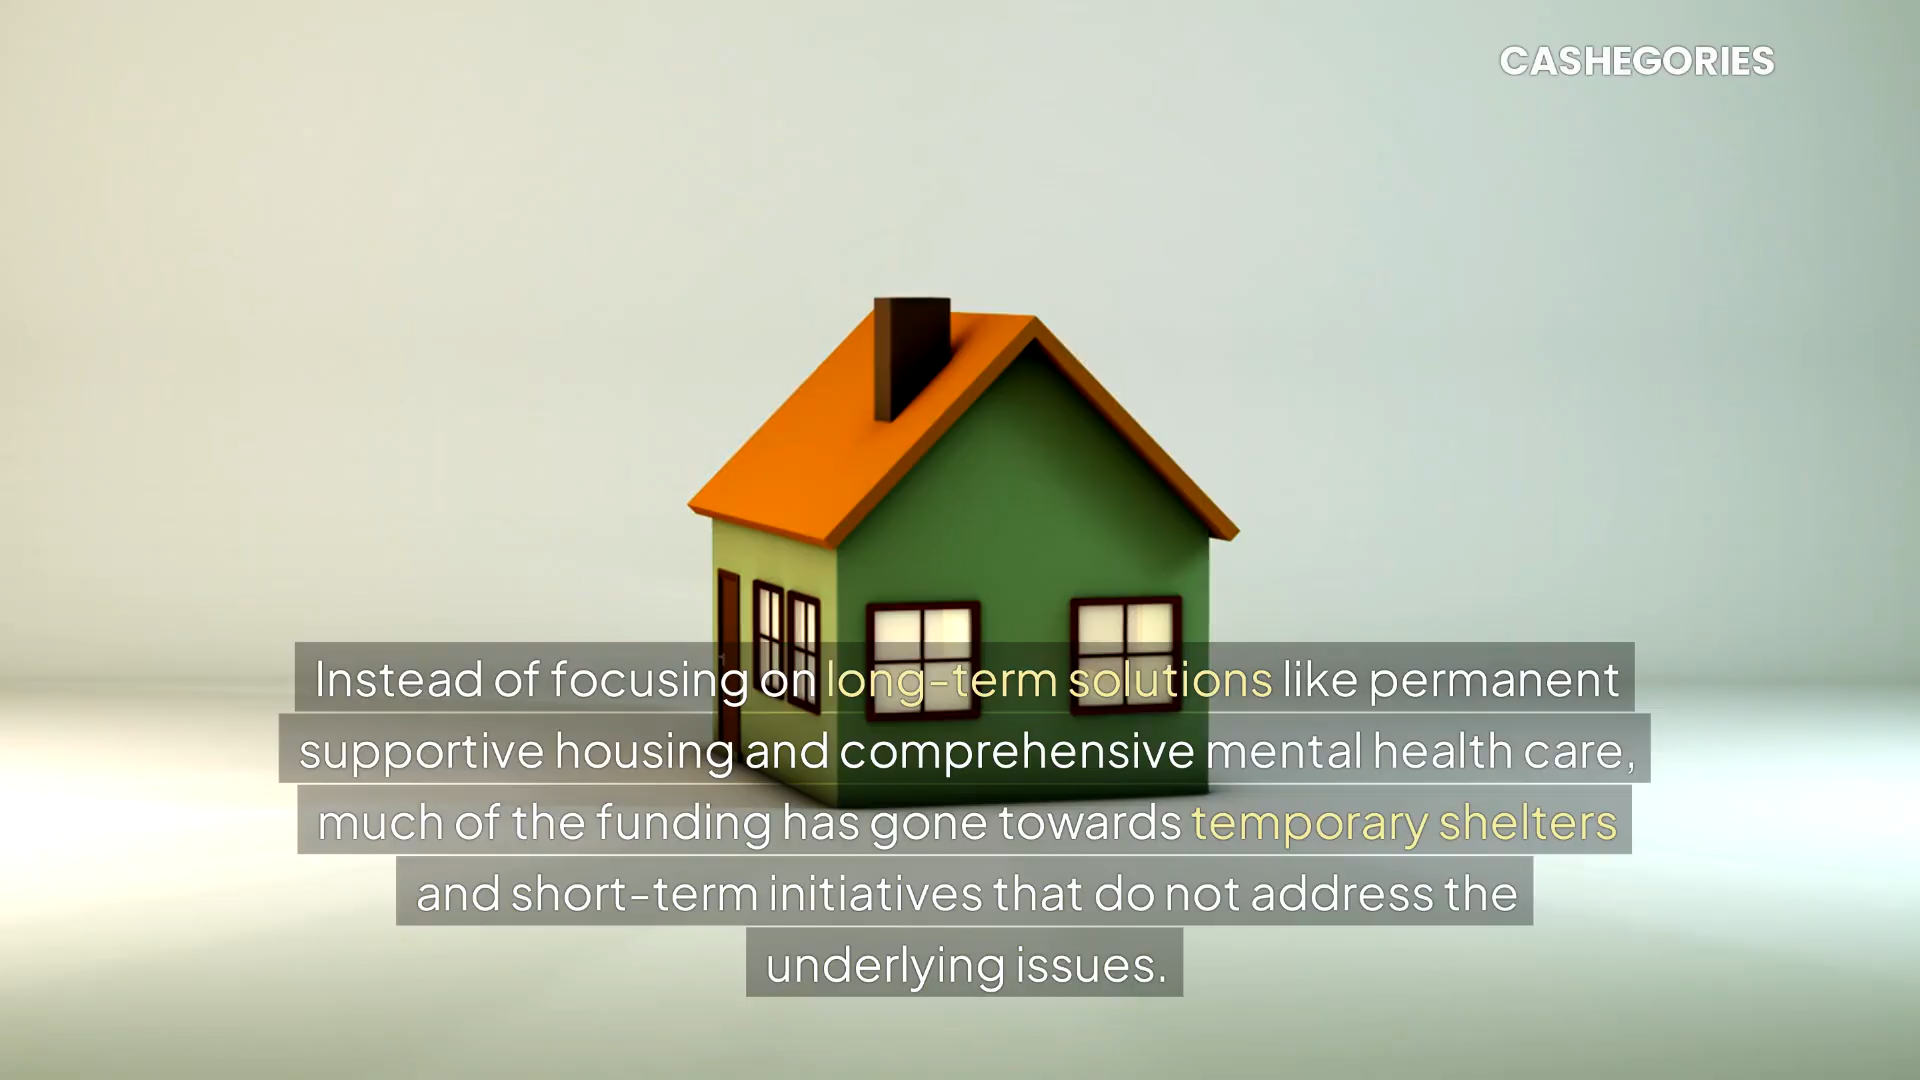 CASHEGORIES
Instead of focusing on long-term solutions like permanent
supportive housing and comprehensive mental health care,
much of the funding has gone towards temporary shelters
and short-term initiatives that do not address the
underlying issues.